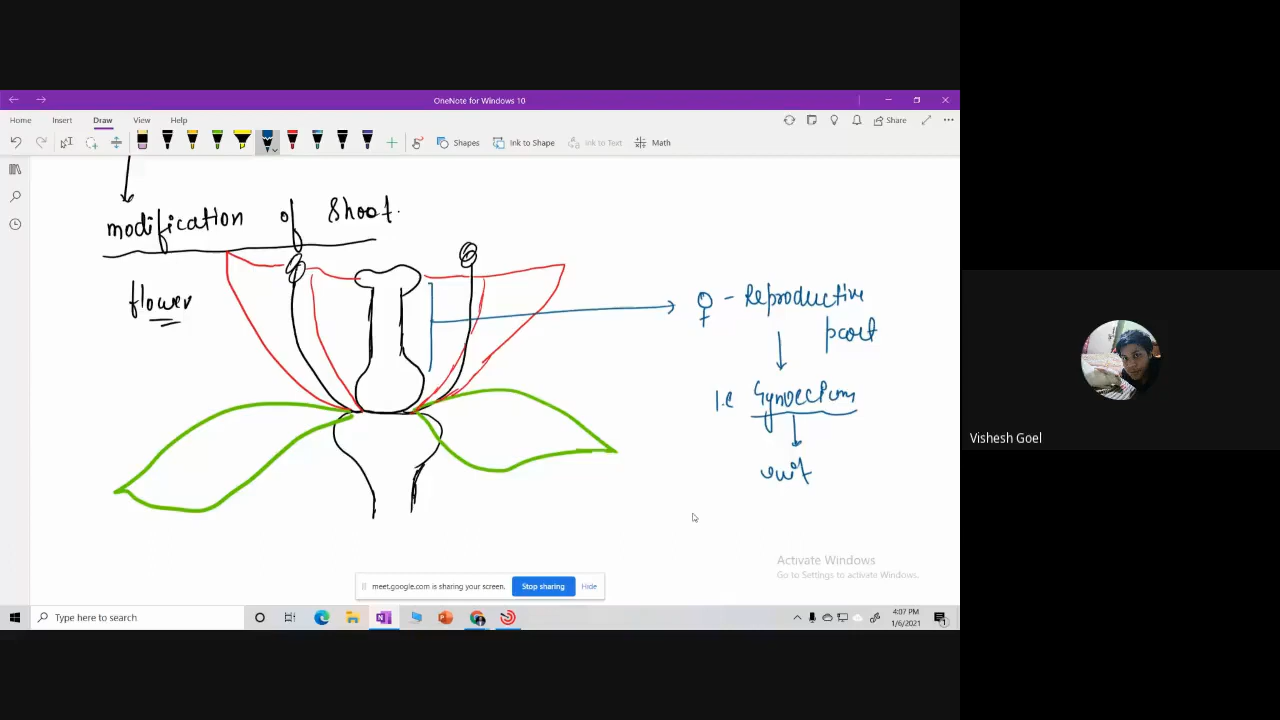 OneNote for Windows 10
Home Insert Draw View Help
Share
Shapes Ink to Shape Ink to Text Math
modification of Shoot.
flower
♀ - Reproductive
part
i.e Gynoecium
unit
Vishesh Goel
Activate Windows
Go to Settings to activate Windows.
meet.google.com is sharing your screen. Stop sharing Hide
Type here to search
4:07 PM
1/6/2021